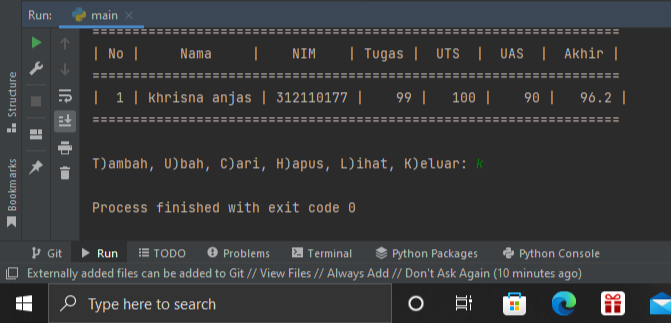 Run: main
| No | Nama | NIM | Tugas | UTS | UAS | Akhir |
| 1 | khrisna anjas | 312110177 | 99 | 100 | 90 | 96.2 |
T)ambah, U)bah, C)ari, H)apus, L)ihat, K)eluar: k
Process finished with exit code 0
Structure
Bookmarks
Git Run TODO Problems Terminal Python Packages Python Console
Externally added files can be added to Git // View Files // Always Add // Don't Ask Again (10 minutes ago)
Type here to search